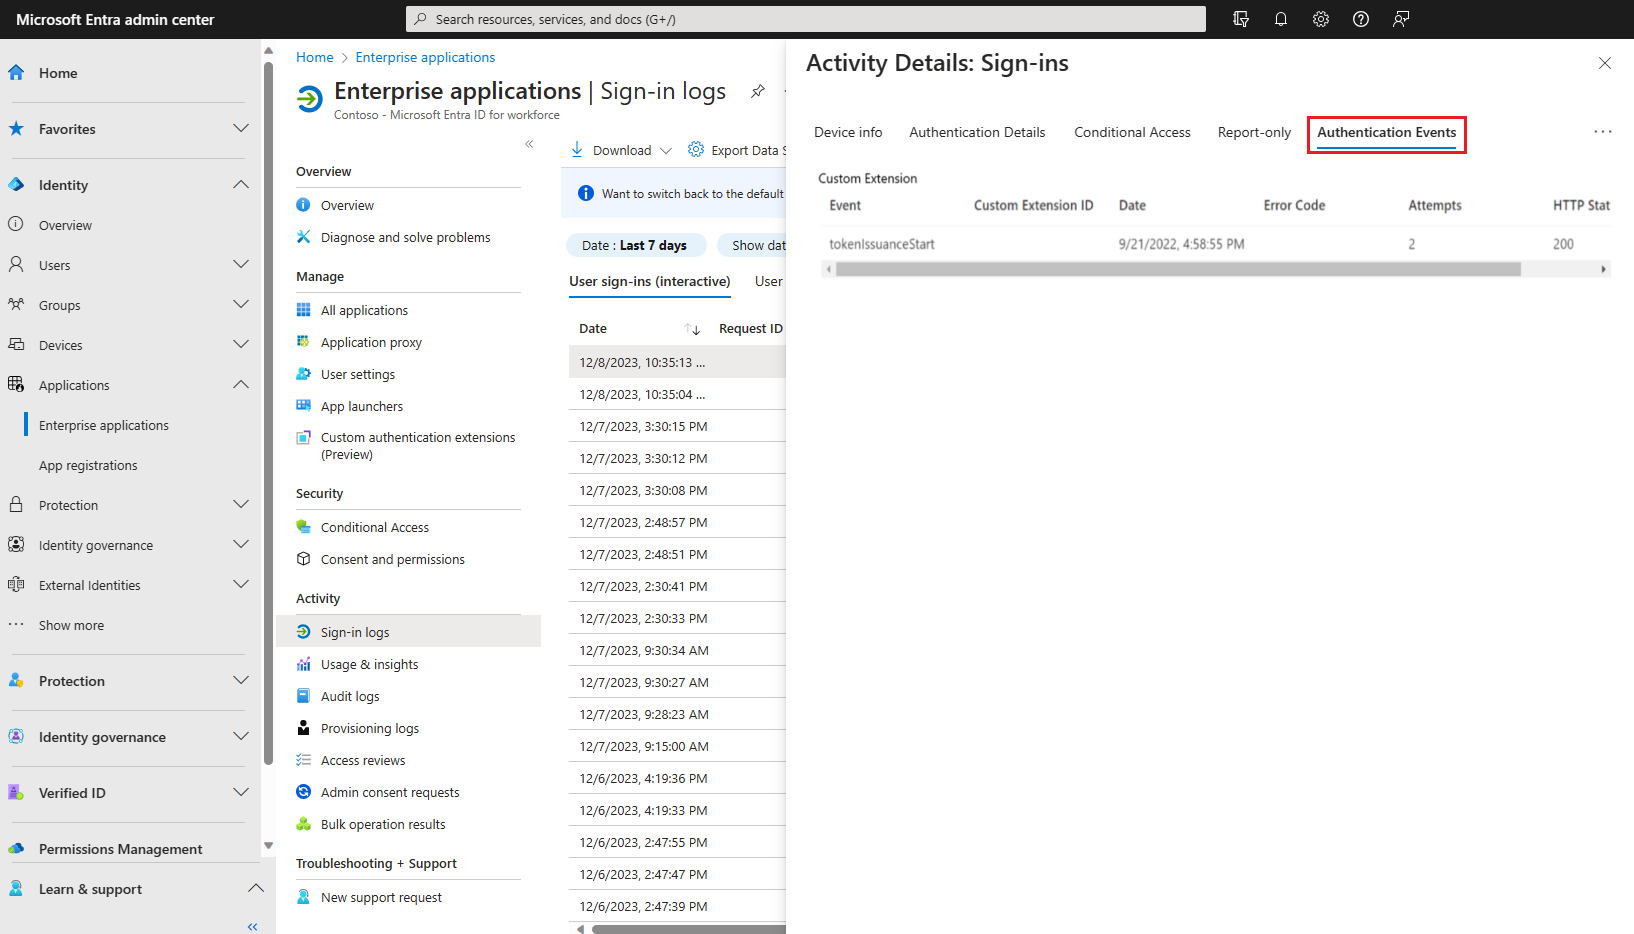 Microsoft Entra admin center
Search resources, services, and docs (G+/)
Home
Favorites
Identity
Overview
Users
Groups
Devices
Applications
Enterprise applications
App registrations
Protection
Identity governance
External Identities
Show more
Protection
Identity governance
Verified ID
Permissions Management
Learn & support
Home > Enterprise applications
Enterprise applications | Sign-in logs
Contoso - Microsoft Entra ID for workforce
Overview
Overview
Diagnose and solve problems
Manage
All applications
Application proxy
User settings
App launchers
Custom authentication extensions
(Preview)
Security
Conditional Access
Consent and permissions
Activity
Sign-in logs
Usage & insights
Audit logs
Provisioning logs
Access reviews
Admin consent requests
Bulk operation results
Troubleshooting + Support
New support request
Download Export Data S
Want to switch back to the default
Date : Last 7 days Show dat
User sign-ins (interactive) User
Date Request ID
12/8/2023, 10:35:13 ...
12/8/2023, 10:35:04 ...
12/7/2023, 3:30:15 PM
12/7/2023, 3:30:12 PM
12/7/2023, 3:30:08 PM
12/7/2023, 2:48:57 PM
12/7/2023, 2:48:51 PM
12/7/2023, 2:30:41 PM
12/7/2023, 2:30:33 PM
12/7/2023, 9:30:34 AM
12/7/2023, 9:30:27 AM
12/7/2023, 9:28:23 AM
12/7/2023, 9:15:00 AM
12/6/2023, 4:19:36 PM
12/6/2023, 4:19:33 PM
12/6/2023, 2:47:55 PM
12/6/2023, 2:47:47 PM
12/6/2023, 2:47:39 PM
Activity Details: Sign-ins
Device info Authentication Details Conditional Access Report-only Authentication Events ...
Custom Extension
Event Custom Extension ID Date Error Code Attempts HTTP Stat
tokenIssuanceStart 9/21/2022, 4:58:55 PM 2 200